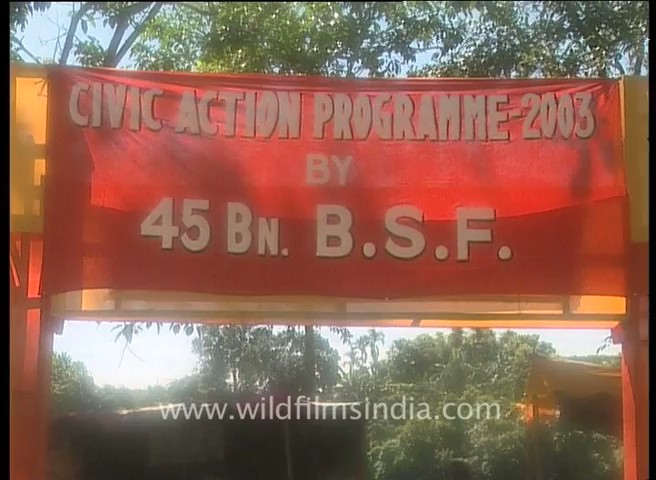 CIVIC ACTION PROGRAMME-2003
BY
45 BN. B.S.F.
www.wildfilmsindia.com